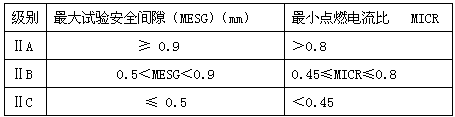 级别 最大试验安全间隙（MESG）(mm) 最小点燃电流比 MICR
ⅡA ≥ 0.9 ＞0.8
ⅡB 0.5＜MESG＜0.9 0.45≤MICR≤0.8
ⅡC ≤ 0.5 ＜0.45